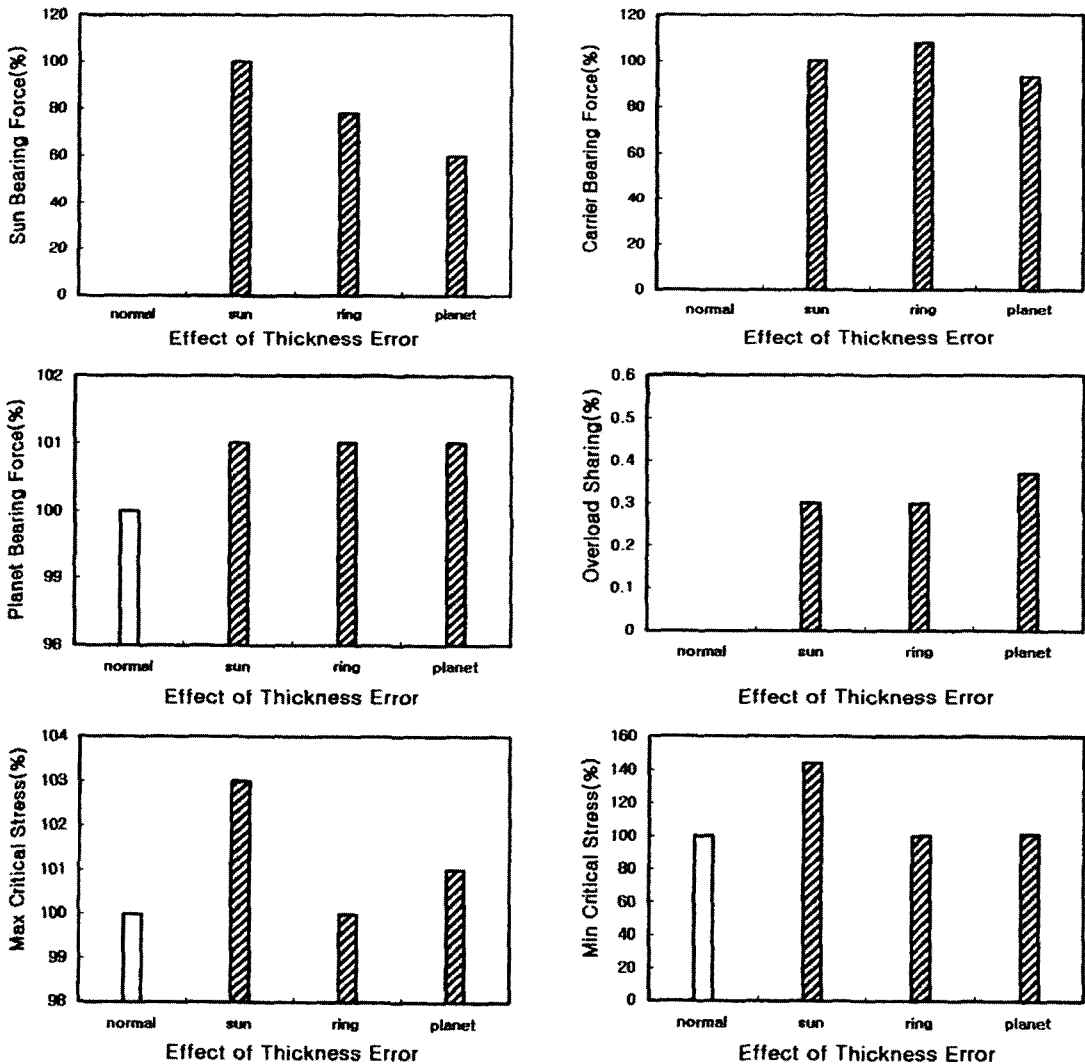 Sun Bearing Force(%)
120
100
80
60
40
20
0
normal sun ring planet
Effect of Thickness Error
Carrier Bearing Force(%)
120
100
80
60
40
20
0
normal sun ring planet
Effect of Thickness Error
Planet Bearing Force(%)
102
101
100
99
98
normal sun ring planet
Effect of Thickness Error
Overload Sharing(%)
0.6
0.5
0.4
0.3
0.2
0.1
0
normal sun ring planet
Effect of Thickness Error
Max Critical Stress(%)
104
103
102
101
100
99
98
normal sun ring planet
Effect of Thickness Error
Min Critical Stress(%)
160
140
120
100
80
60
40
20
0
normal sun ring planet
Effect of Thickness Error